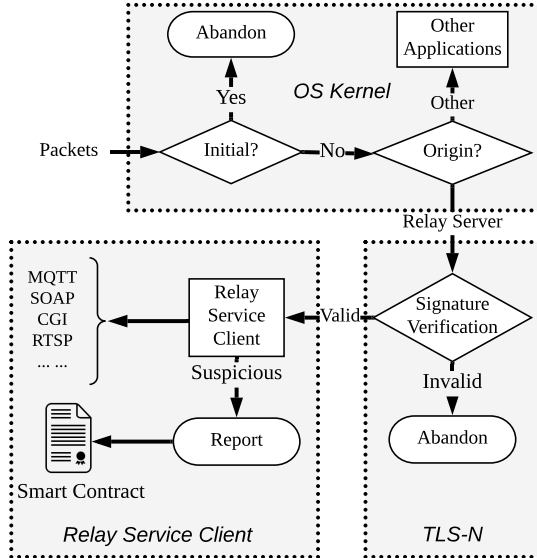 Abandon
Other
Applications
OS Kernel
Yes
Other
Packets
Initial?
No
Origin?
Relay Server
MQTT
SOAP
CGI
RTSP
... ...
Relay
Service
Client
Valid
Signature
Verification
Suspicious
Invalid
Report
Abandon
Smart Contract
Relay Service Client
TLS-N